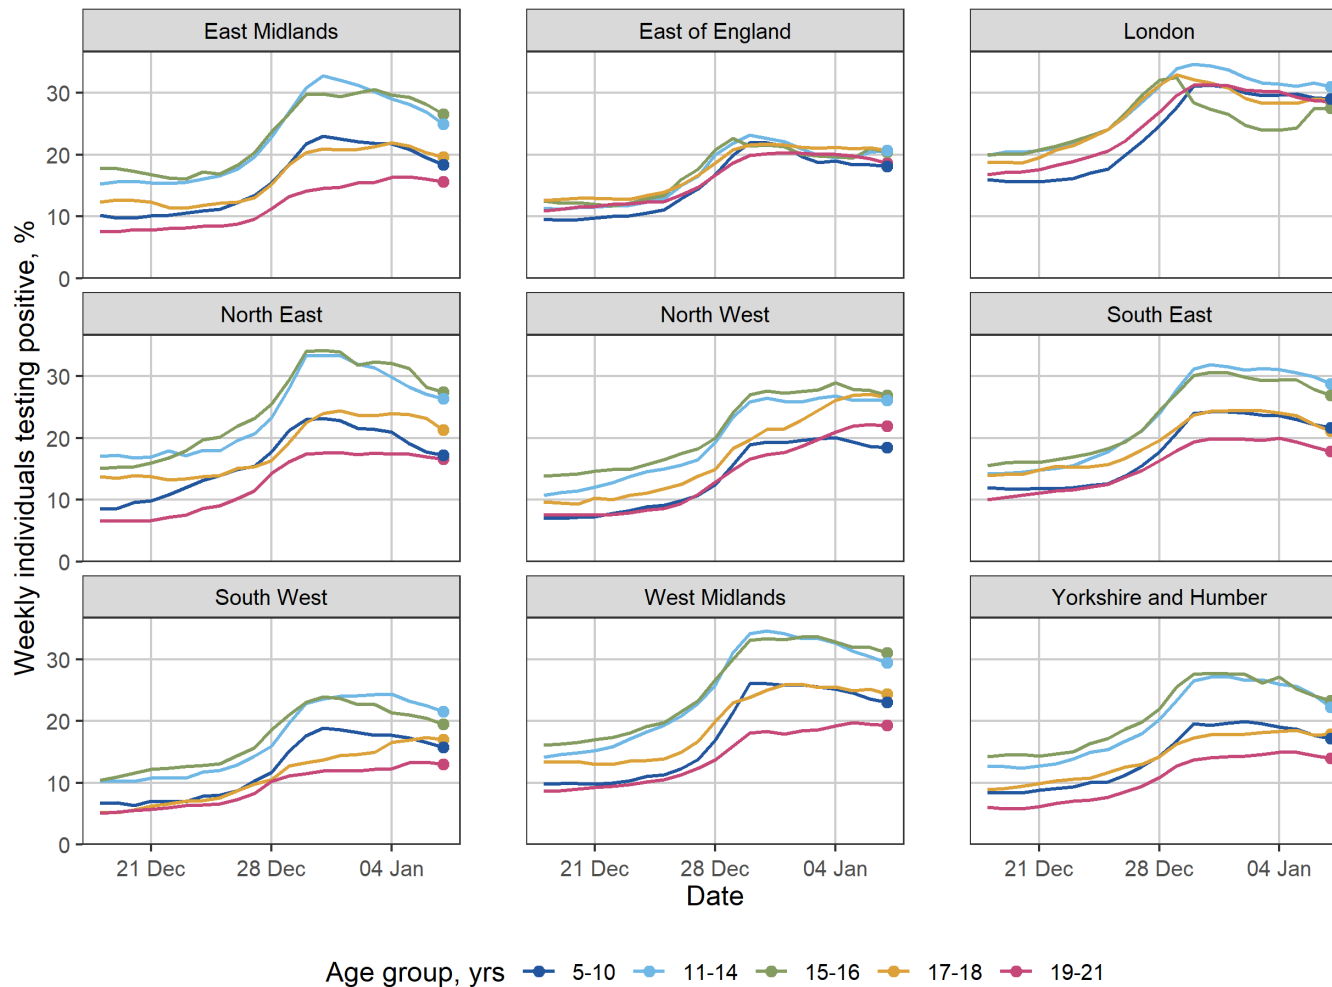 East Midlands
East of England
London
30
20
10
0
North East
North West
South East
30
20
10
0
South West
West Midlands
Yorkshire and Humber
30
20
10
0
21 Dec 28 Dec 04 Jan
21 Dec 28 Dec 04 Jan
21 Dec 28 Dec 04 Jan
Weekly individuals testing positive, %
Date
Age group, yrs 5-10 11-14 15-16 17-18 19-21